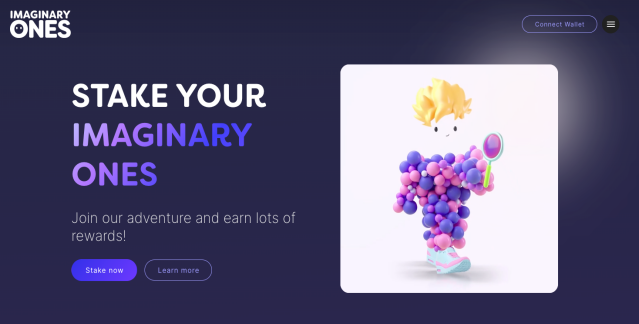 IMAGINARY
ONES
Connect Wallet
STAKE YOUR
IMAGINARY
ONES
Join our adventure and earn lots of
rewards!
Stake now
Learn more